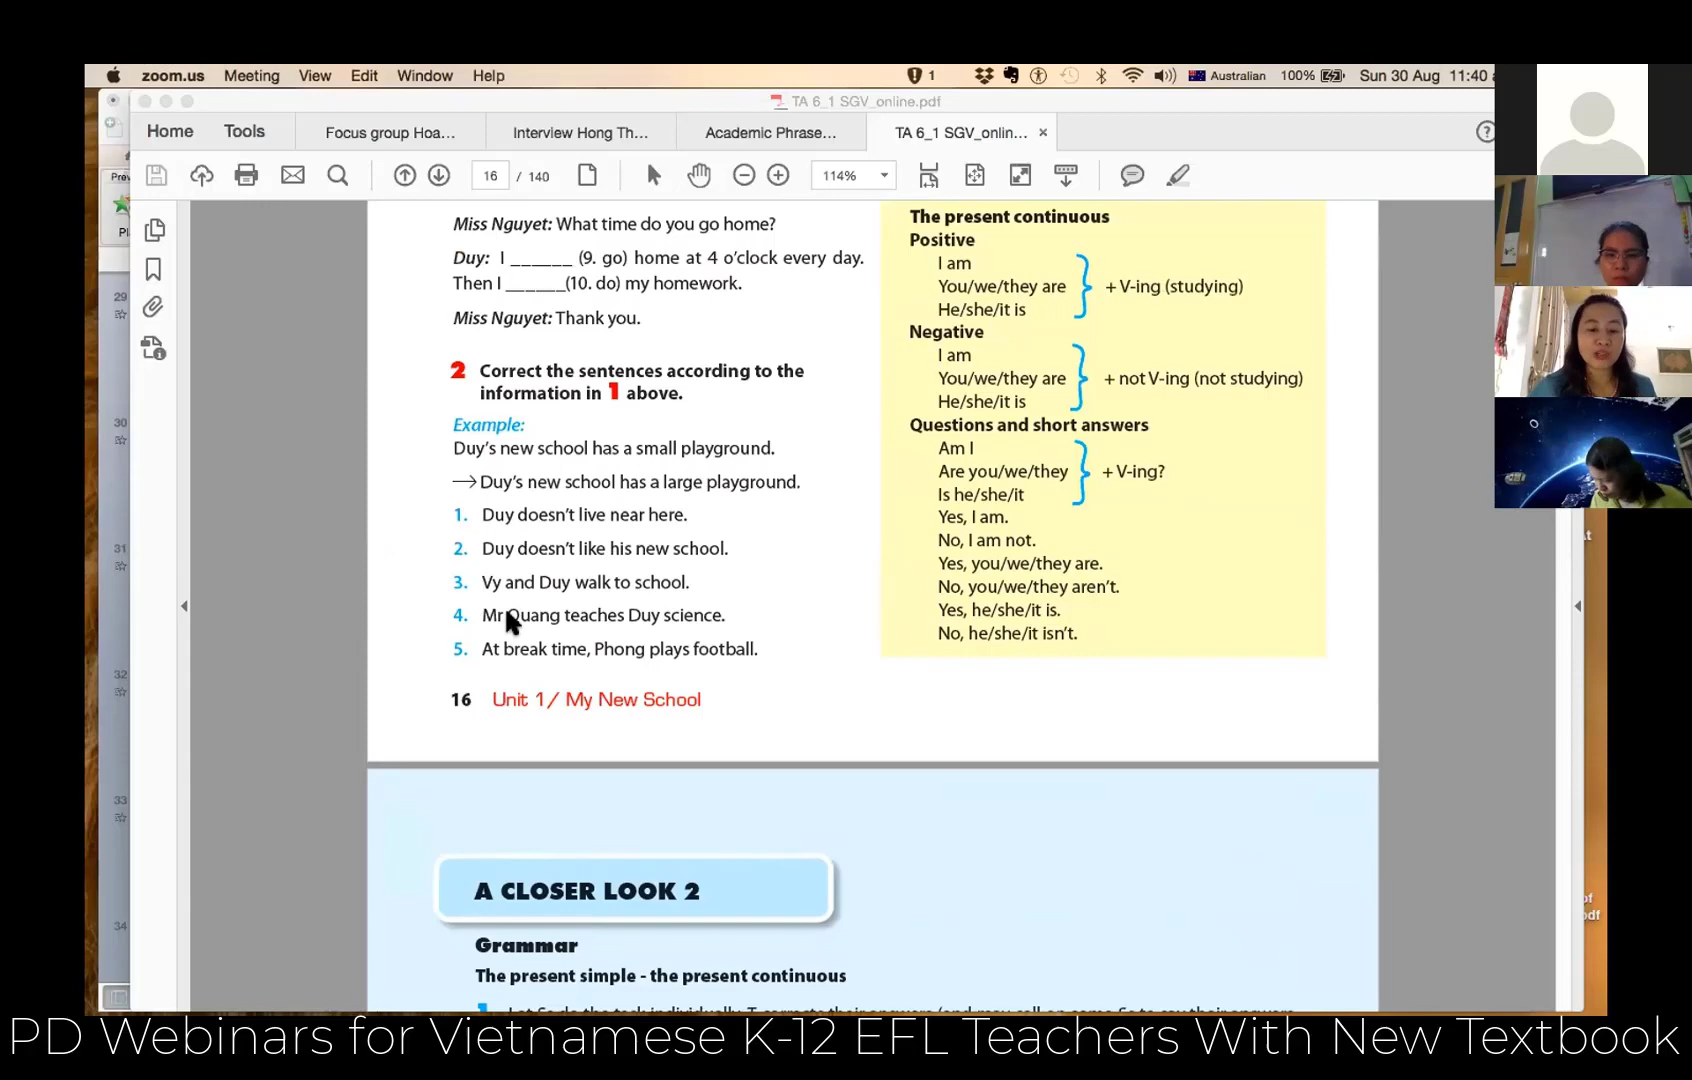 zoom.us Meeting View Edit Window Help 1 Australian 100% Sun 30 Aug 11:40
TA 6_1 SGV_online.pdf
Home Tools Focus group Hoa... Interview Hong Th... Academic Phrase... TA 6_1 SGV_onlin... ×
16 / 140 114%
29
30
31
32
33
34
Miss Nguyet: What time do you go home?
Duy: I ______ (9. go) home at 4 o'clock every day.
Then I ______(10. do) my homework.
Miss Nguyet: Thank you.
2 Correct the sentences according to the
information in 1 above.
Example:
Duy's new school has a small playground.
→ Duy's new school has a large playground.
1. Duy doesn't live near here.
2. Duy doesn't like his new school.
3. Vy and Duy walk to school.
4. Mr Quang teaches Duy science.
5. At break time, Phong plays football.
16 Unit 1/ My New School
The present continuous
Positive
I am
You/we/they are + V-ing (studying)
He/she/it is
Negative
I am
You/we/they are + not V-ing (not studying)
He/she/it is
Questions and short answers
Am I
Are you/we/they + V-ing?
Is he/she/it
Yes, I am.
No, I am not.
Yes, you/we/they are.
No, you/we/they aren't.
Yes, he/she/it is.
No, he/she/it isn't.
A CLOSER LOOK 2
Grammar
The present simple - the present continuous
PD Webinars for Vietnamese K-12 EFL Teachers With New Textbook